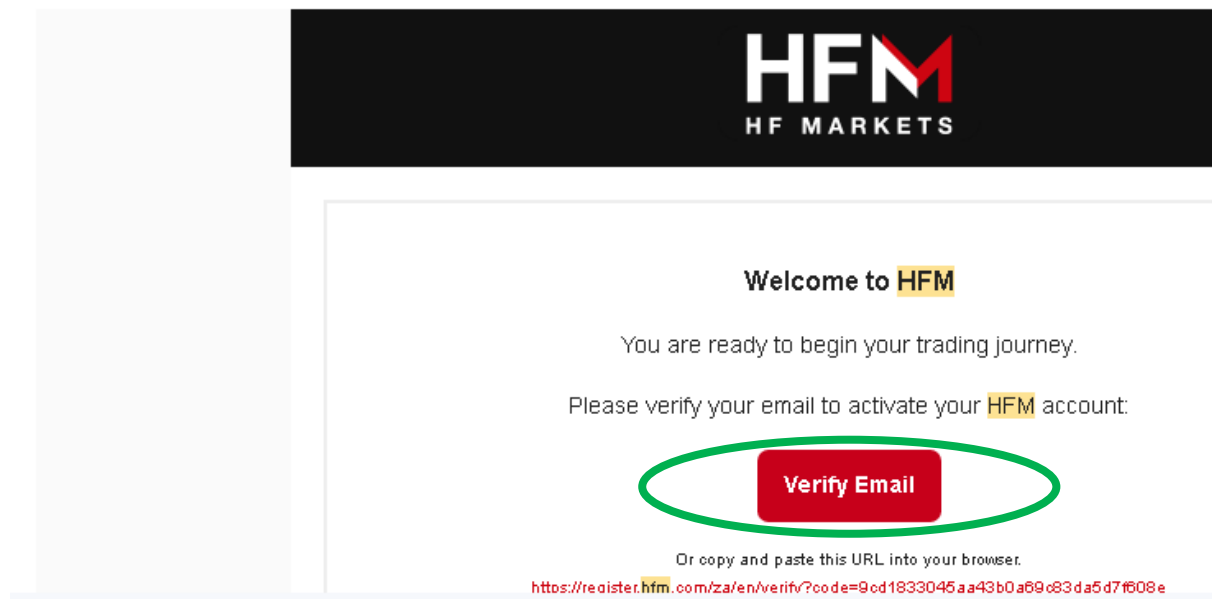 HFM
HF MARKETS
Welcome to HFM
You are ready to begin your trading journey.
Please verify your email to activate your HFM account:
Verify Email
Or copy and paste this URL into your browser.
https://register.hfm.com/za/en/verify?code=9cd1833045aa43b0a69c83da5d7f608e